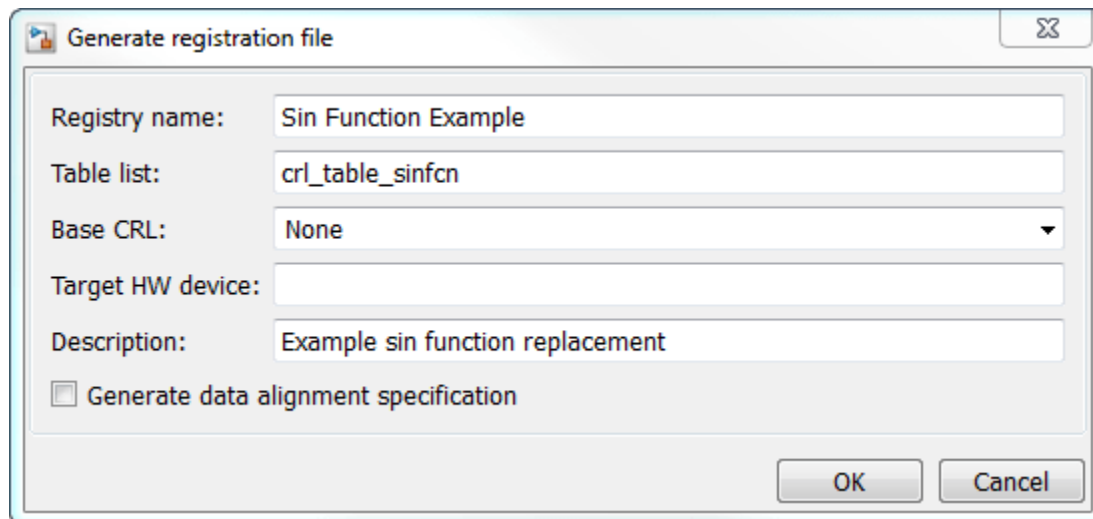 Generate registration file
Registry name: Sin Function Example
Table list: crl_table_sinfcn
Base CRL: None
Target HW device:
Description: Example sin function replacement
Generate data alignment specification
OK Cancel